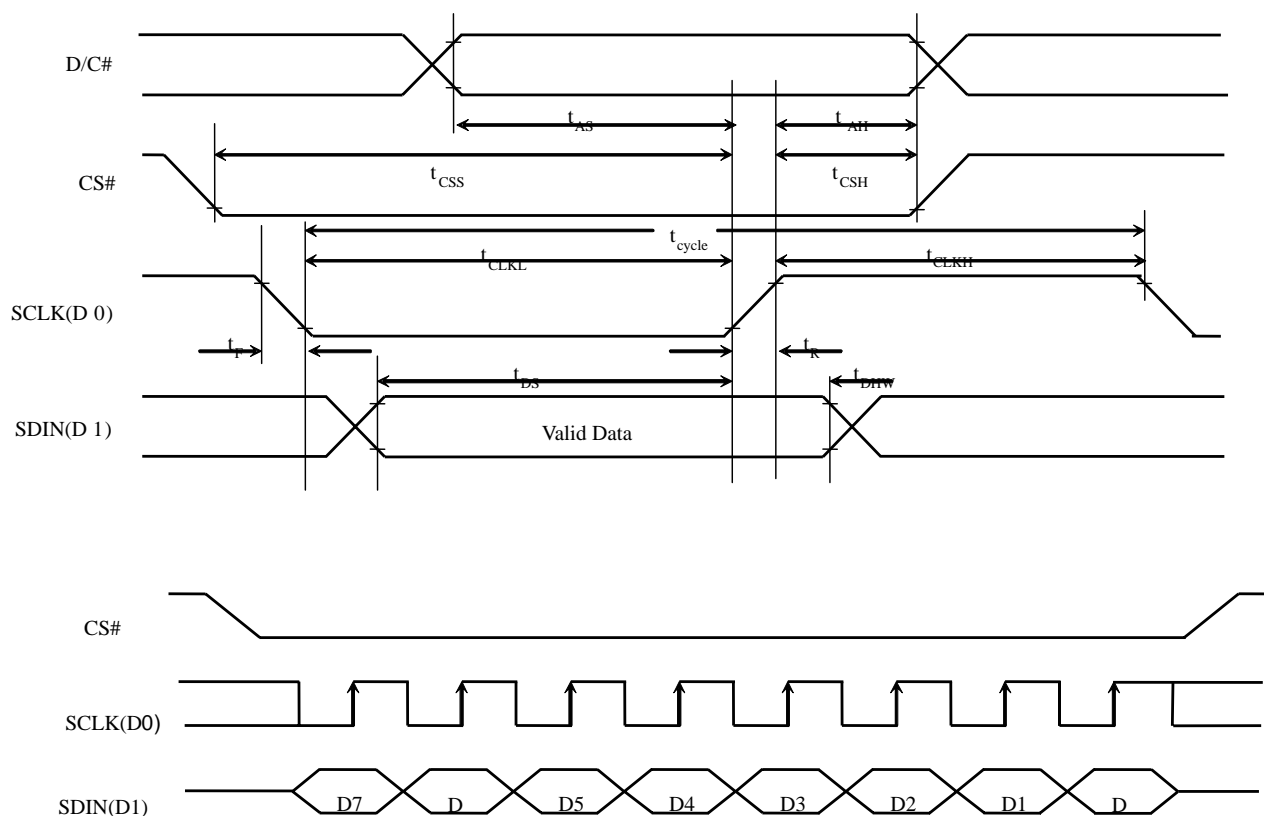 D/C#
tAS
tAH
CS#
tCSS
tCSH
tcycle
tCLKL
tCLKH
SCLK(D 0)
tF
tR
tDS
tDHW
SDIN(D 1)
Valid Data
CS#
SCLK(D0)
SDIN(D1)
D7
D
D5
D4
D3
D2
D1
D